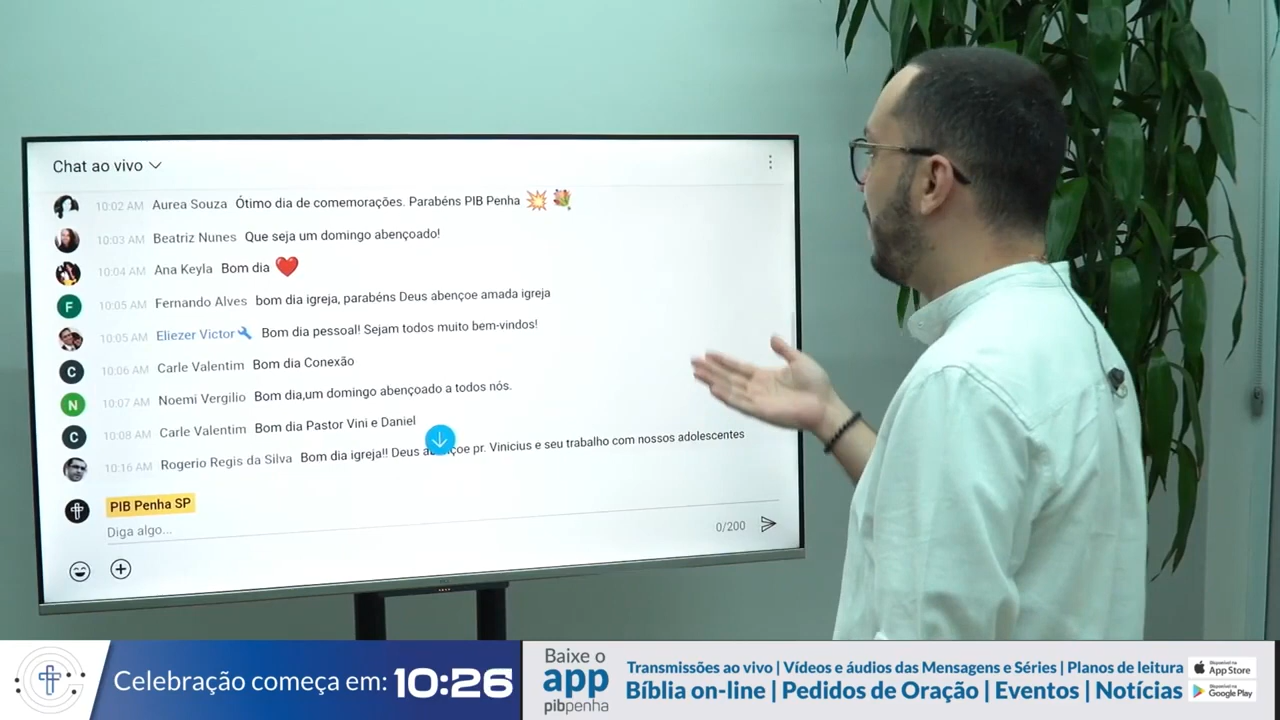 Chat ao vivo
10:02 AM Aurea Souza Ótimo dia de comemorações. Parabéns PIB Penha
10:03 AM Beatriz Nunes Que seja um domingo abençoado!
10:04 AM Ana Keyla Bom dia
F 10:05 AM Fernando Alves bom dia igreja, parabéns Deus abençoe amada igreja
10:05 AM Eliezer Victor Bom dia pessoal! Sejam todos muito bem-vindos!
C 10:06 AM Carle Valentim Bom dia Conexão
N 10:07 AM Noemi Vergilio Bom dia,um domingo abençoado a todos nós.
C 10:08 AM Carle Valentim Bom dia Pastor Vini e Daniel
10:16 AM Rogerio Regis da Silva Bom dia igreja!! Deus abençoe pr. Vinicius e seu trabalho com nossos adolescentes
PIB Penha SP
Diga algo...
0/200
Celebração começa em: 10:26
Baixe o
app
pibpenha
Transmissões ao vivo | Vídeos e áudios das Mensagens e Séries | Planos de leitura
Bíblia on-line | Pedidos de Oração | Eventos | Notícias
App Store
Google Play